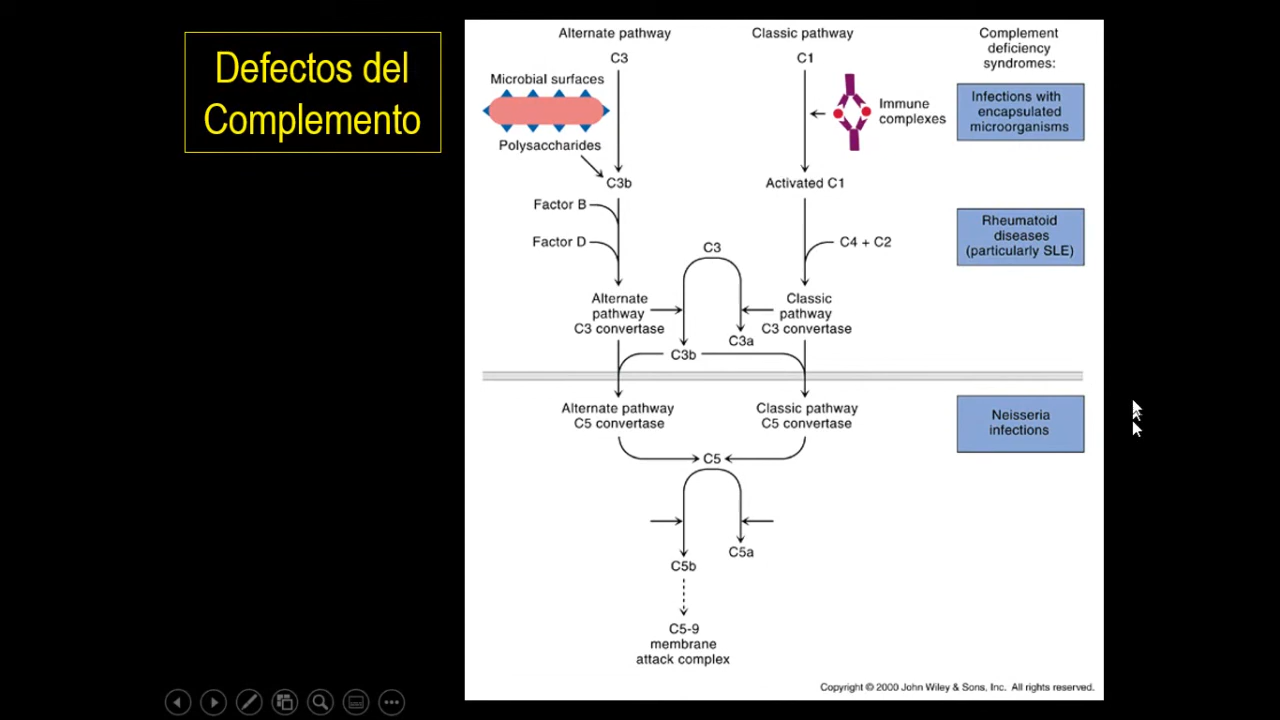 Defectos del
Complemento
Alternate pathway
C3
Microbial surfaces
Polysaccharides
C3b
Factor B
Factor D
Alternate
pathway
C3 convertase
Classic pathway
C1
Immune
complexes
Activated C1
C4 + C2
Classic
pathway
C3 convertase
C3
C3a
C3b
Alternate pathway
C5 convertase
Classic pathway
C5 convertase
C5
C5a
C5b
C5-9
membrane
attack complex
Complement
deficiency
syndromes:
Infections with
encapsulated
microorganisms
Rheumatoid
diseases
(particularly SLE)
Neisseria
infections
Copyright © 2000 John Wiley & Sons, Inc. All rights reserved.